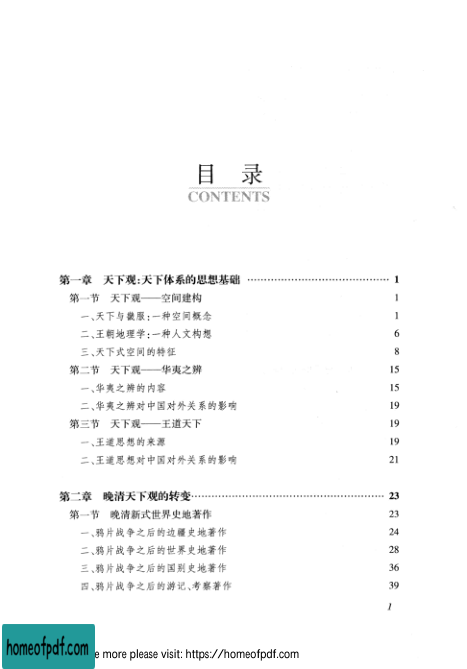 目 录
CONTENTS
第一章 天下观:天下体系的思想基础 ………………………………… 1
第一节 天下观——空间建构 1
一、天下与畿服:一种空间概念 1
二、王朝地理学:一种人文构想 6
三、天下式空间的特征 8
第二节 天下观——华夷之辨 15
一、华夷之辨的内容 15
二、华夷之辨对中国对外关系的影响 19
第三节 天下观——王道天下 19
一、王道思想的来源 19
二、王道思想对中国对外关系的影响 21
第二章 晚清天下观的转变………………………………………… 23
第一节 晚清新式世界史地著作 23
一、鸦片战争之后的边疆史地著作 24
二、鸦片战争之后的世界史地著作 28
三、鸦片战争之后的国别史地著作 36
四、鸦片战争之后的游记、考察著作 39
1
homeofpdf.com
e more please visit: https://homeofpdf.com